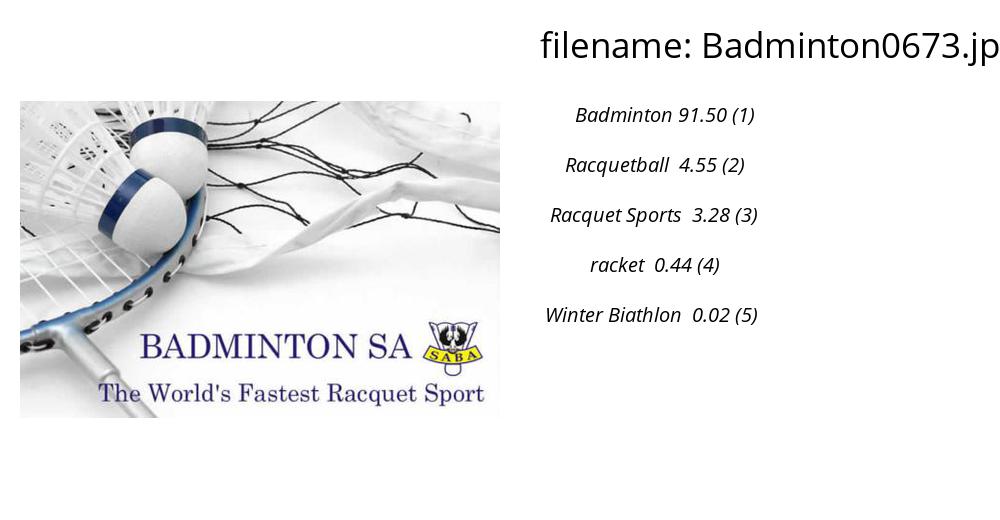 filename: Badminton0673.jp
Badminton 91.50 (1)
Racquetball 4.55 (2)
Racquet Sports 3.28 (3)
racket 0.44 (4)
Winter Biathlon 0.02 (5)
BADMINTON SA
SABA
The World's Fastest Racquet Sport